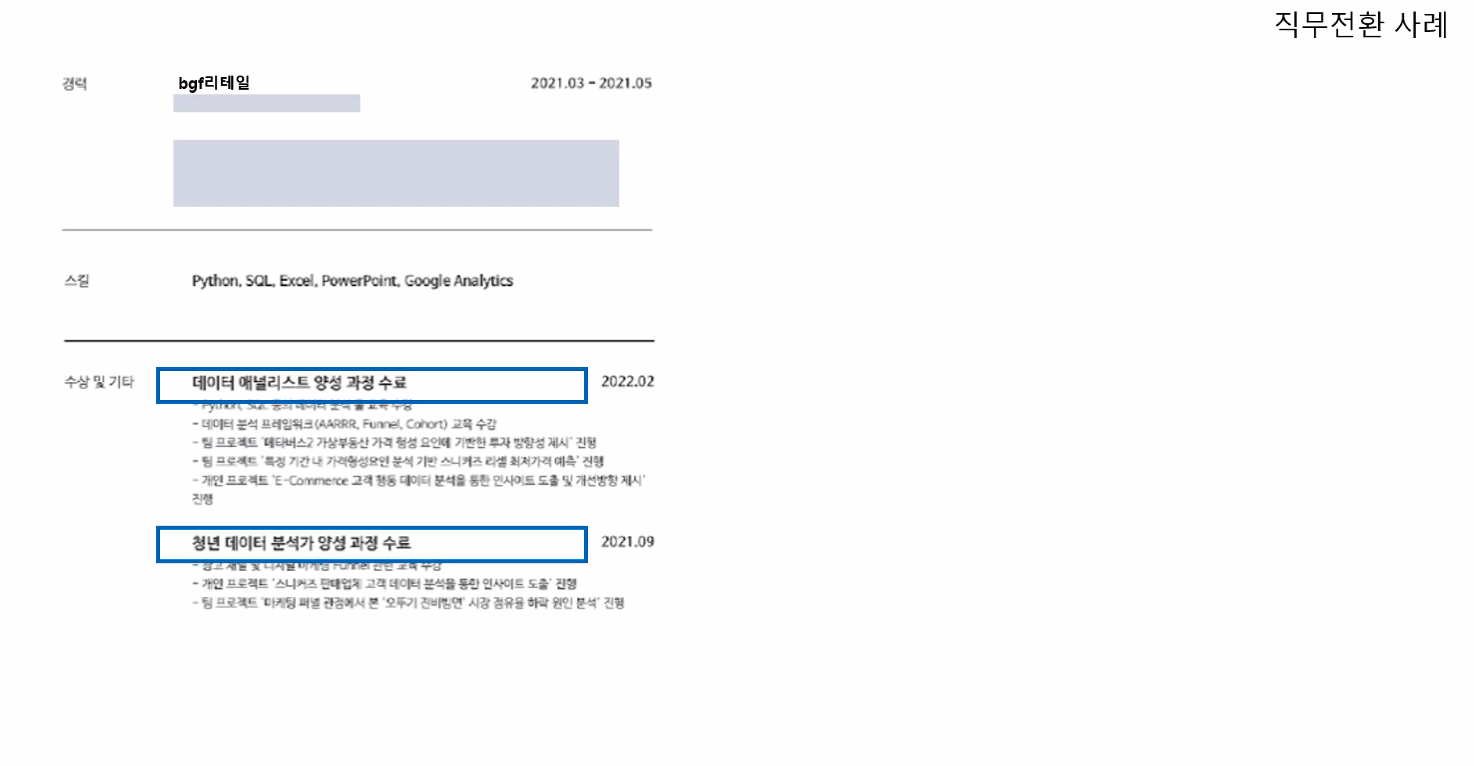 직무전환 사례
경력 bgf리테일 2021.03 - 2021.05
스킬 Python, SQL, Excel, PowerPoint, Google Analytics
수상 및 기타 데이터 애널리스트 양성 과정 수료 2022.02
- Python, SQL 등의 데이터 분석 툴 교육 수강
- 데이터 분석 프레임워크(AARRR, Funnel, Cohort) 교육 수강
- 팀 프로젝트 '메타버스2 가상부동산 가격 형성 요인에 기반한 투자 방향성 제시' 진행
- 팀 프로젝트 '특정 기간 내 가격형성요인 분석 기반 스니커즈 리셀 최저가격 예측' 진행
- 개인 프로젝트 'E-Commerce 고객 행동 데이터 분석을 통한 인사이트 도출 및 개선방향 제시'
진행
청년 데이터 분석가 양성 과정 수료 2021.09
- 광고 채널 및 디지털 마케팅 Funnel 관련 교육 수강
- 개인 프로젝트 '스니커즈 판매업체 고객 데이터 분석을 통한 인사이트 도출' 진행
- 팀 프로젝트 '마케팅 퍼널 관점에서 본 '오뚜기 진비빔면' 시장 점유율 하락 원인 분석' 진행